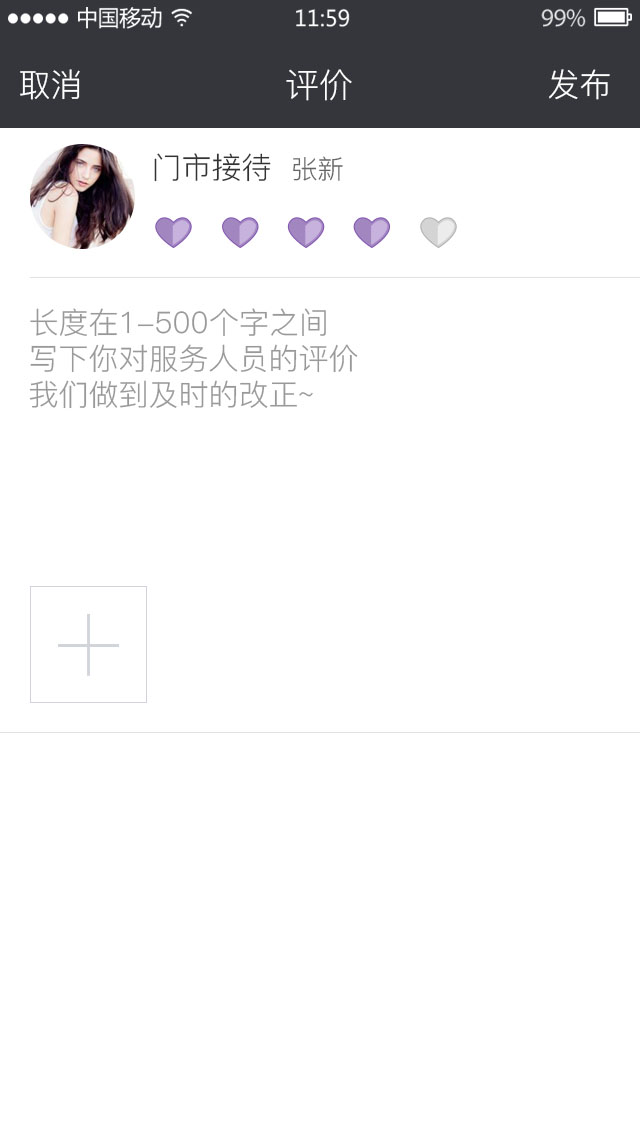 中国移动 11:59 99%
取消 评价 发布
门市接待 张新
长度在1-500个字之间
写下你对服务人员的评价
我们做到及时的改正~